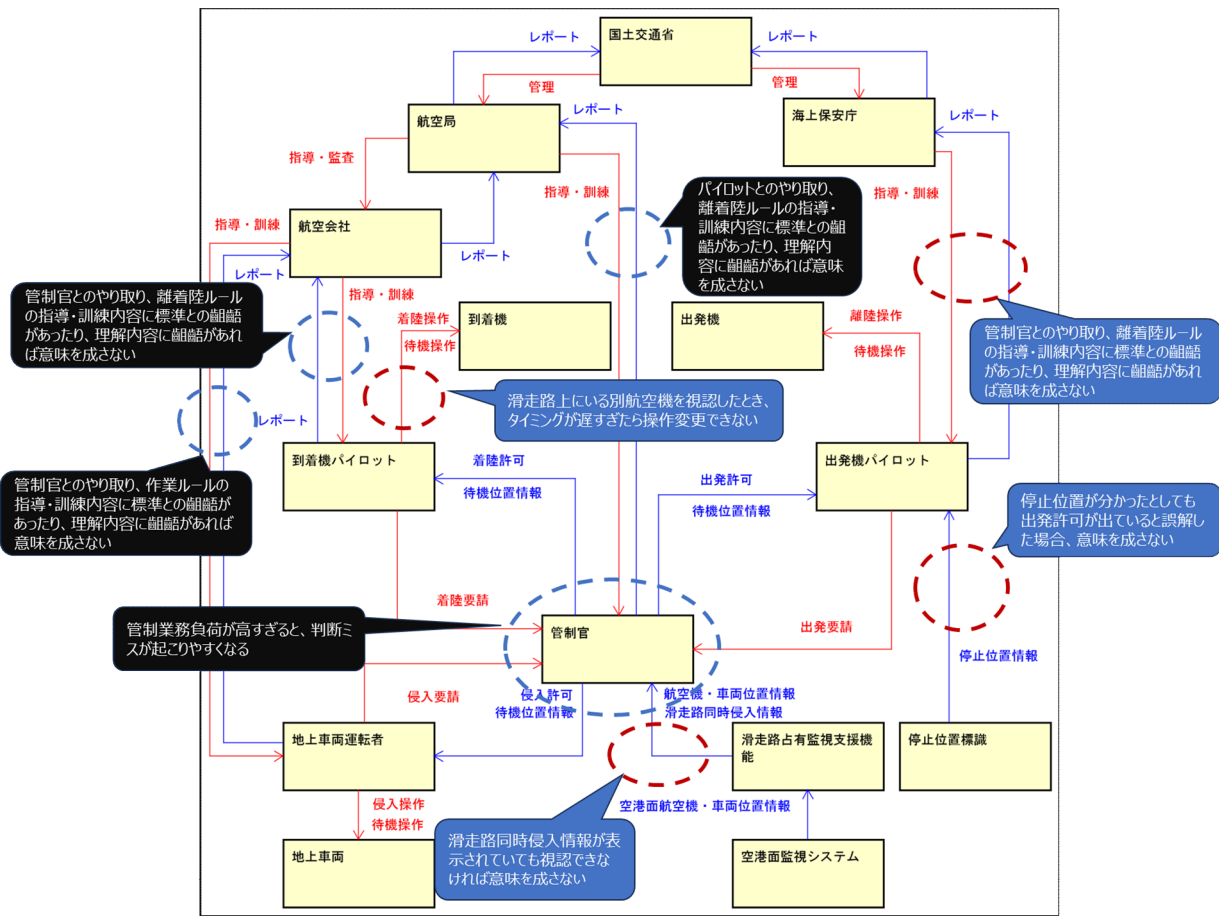 国土交通省
レポート
レポート
管理
管理
航空局
レポート
海上保安庁
レポート
指導・監査
指導・訓練
パイロットとのやり取り、
離着陸ルールの指導・
訓練内容に標準との齟
齬があったり、理解内
容に齟齬があれば意味
を成さない
指導・訓練
航空会社
指導・訓練
レポート
レポート
指導・訓練
管制官とのやり取り、離着陸ルール
の指導・訓練内容に標準との齟齬
があったり、理解内容に齟齬があれ
ば意味を成さない
到着機
着陸操作
待機操作
出発機
離陸操作
待機操作
管制官とのやり取り、離着陸ルール
の指導・訓練内容に標準との齟齬
があったり、理解内容に齟齬があれ
ば意味を成さない
滑走路上にいる別航空機を視認したとき、
タイミングが遅すぎたら操作変更できない
レポート
到着機パイロット
着陸許可
待機位置情報
出発機パイロット
出発許可
待機位置情報
管制官とのやり取り、作業ルールの
指導・訓練内容に標準との齟齬が
あったり、理解内容に齟齬があれば
意味を成さない
停止位置が分かったとしても
出発許可が出ていると誤解し
た場合、意味を成さない
着陸要請
管制業務負荷が高すぎると、判断ミ
スが起こりやすくなる
管制官
出発要請
停止位置情報
侵入要請
侵入許可
待機位置情報
航空機・車両位置情報
滑走路同時侵入情報
地上車両運転者
滑走路占有監視支援機
能
停止位置標識
侵入操作
待機操作
空港面航空機・車両位置情報
滑走路同時侵入情報が表
示されていても視認できな
ければ意味を成さない
地上車両
空港面監視システム